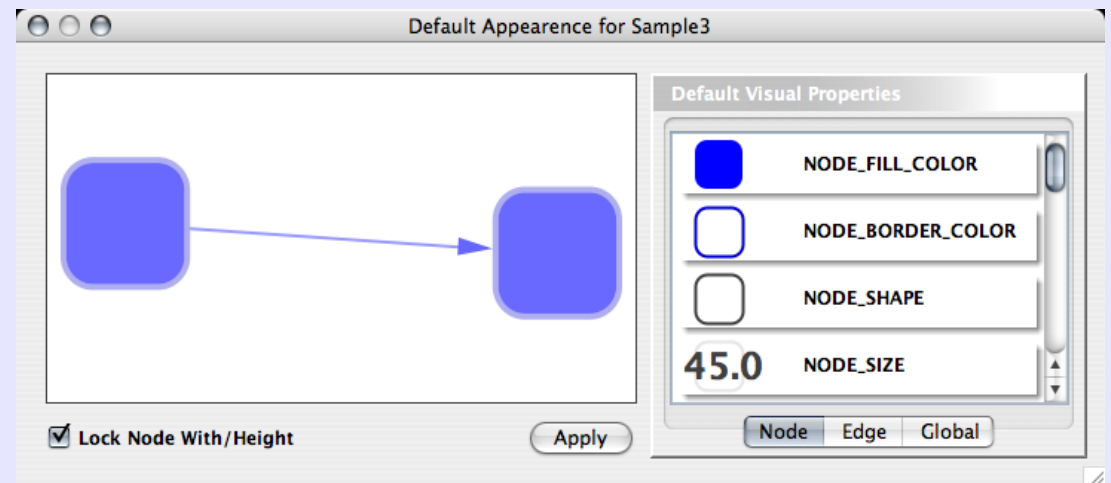 Default Appearence for Sample3
Default Visual Properties
NODE_FILL_COLOR
NODE_BORDER_COLOR
NODE_SHAPE
45.0 NODE_SIZE
Lock Node With/Height
Apply
Node Edge Global